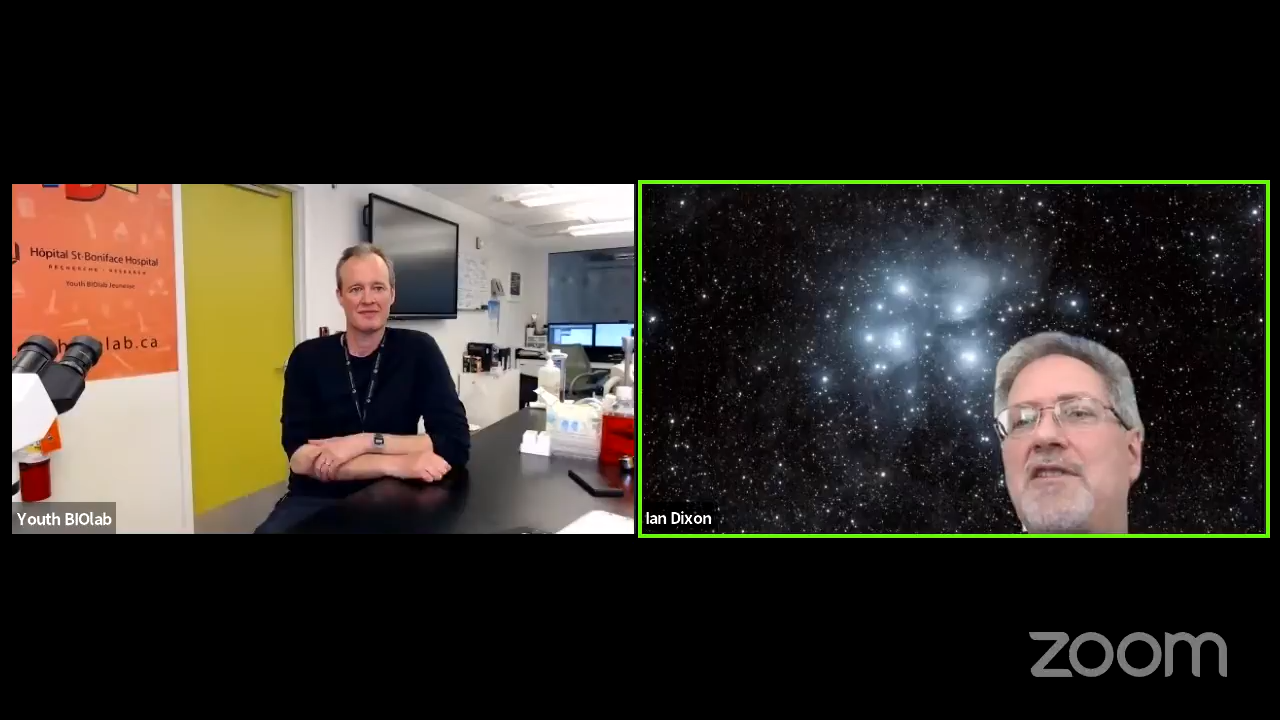 Hôpital St-Boniface Hospital
RECHERCHE • RESEARCH
Youth BIOlab Jeunesse
lab.ca
Youth BIOlab
Ian Dixon
zoom